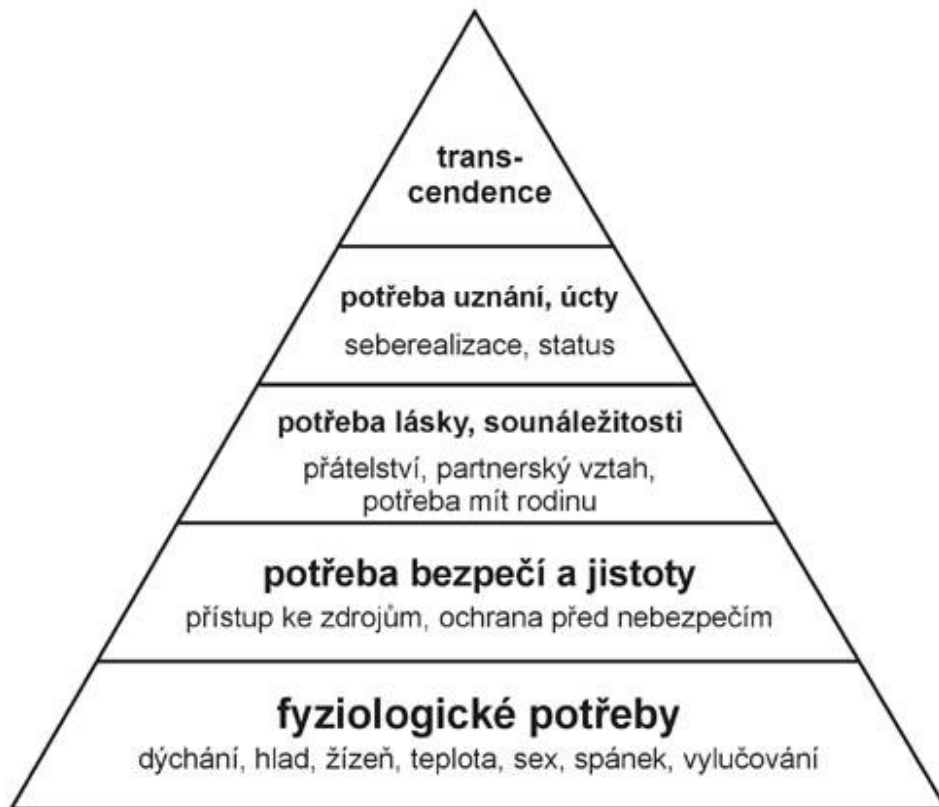 trans-
cendence
potřeba uznání, úcty
seberealizace, status
potřeba lásky, sounáležitosti
přátelství, partnerský vztah,
potřeba mít rodinu
potřeba bezpečí a jistoty
přístup ke zdrojům, ochrana před nebezpečím
fyziologické potřeby
dýchání, hlad, žízeň, teplota, sex, spánek, vylučování